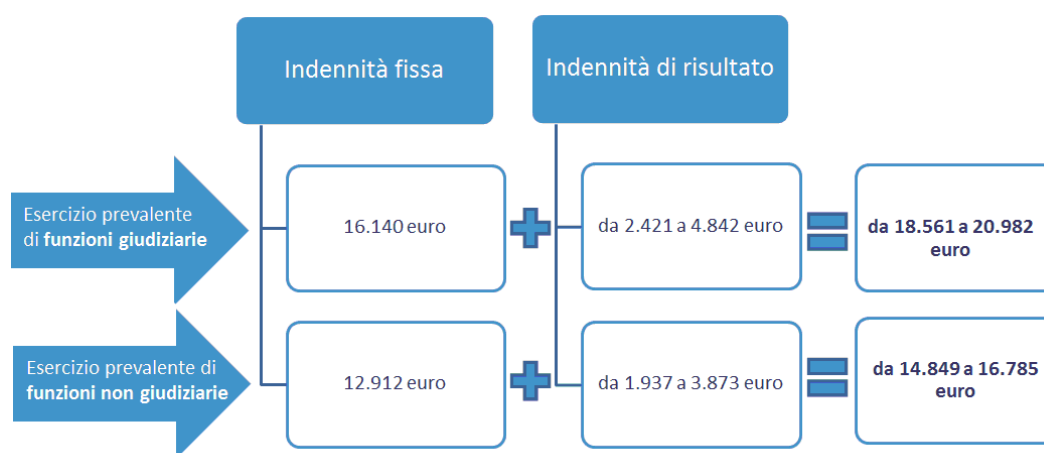 Indennità fissa
Indennità di risultato
Esercizio prevalente
di funzioni giudiziarie
16.140 euro
da 2.421 a 4.842 euro
da 18.561 a 20.982
euro
Esercizio prevalente di
funzioni non giudiziarie
12.912 euro
da 1.937 a 3.873 euro
da 14.849 a 16.785
euro